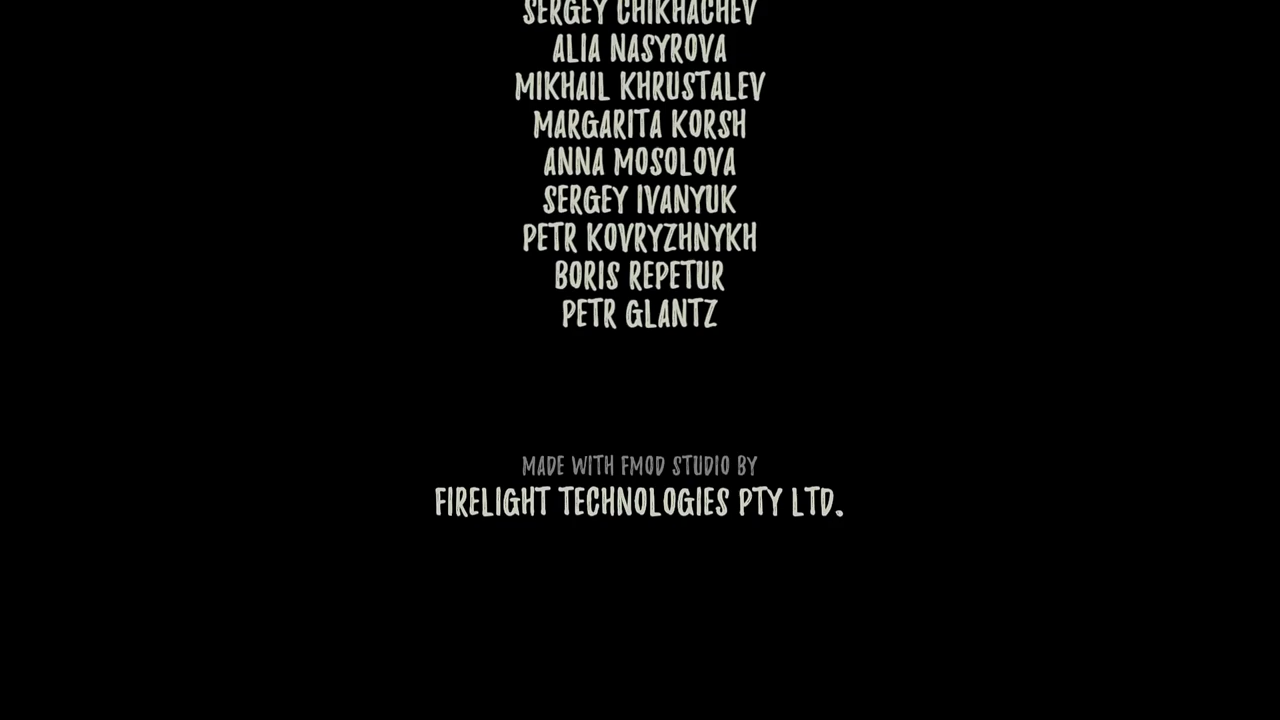 SERGEY CHIKHACHEV
ALIA NASYROVA
MIKHAIL KHRUSTALEV
MARGARITA KORSH
ANNA MOSOLOVA
SERGEY IVANYUK
PETR KOVRYZHNYKH
BORIS REPETUR
PETR GLANTZ
MADE WITH FMOD STUDIO BY
FIRELIGHT TECHNOLOGIES PTY LTD.